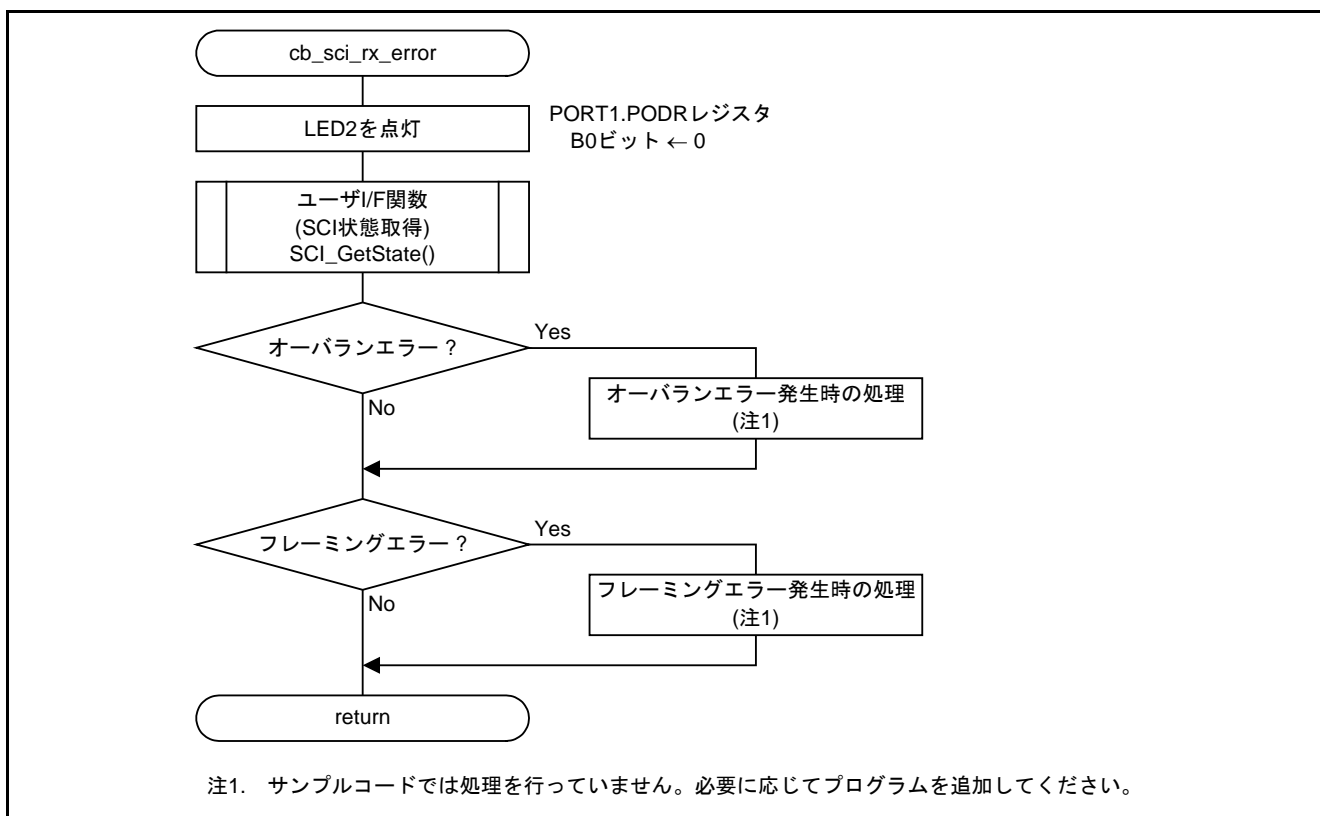 cb_sci_rx_error
LED2を点灯
PORT1.PODRレジスタ
B0ビット ← 0
ユーザI/F関数
(SCI状態取得)
SCI_GetState()
オーバランエラー ?
Yes
オーバランエラー発生時の処理
(注1)
No
フレーミングエラー ?
Yes
フレーミングエラー発生時の処理
(注1)
No
return
注1. サンプルコードでは処理を行っていません。必要に応じてプログラムを追加してください。